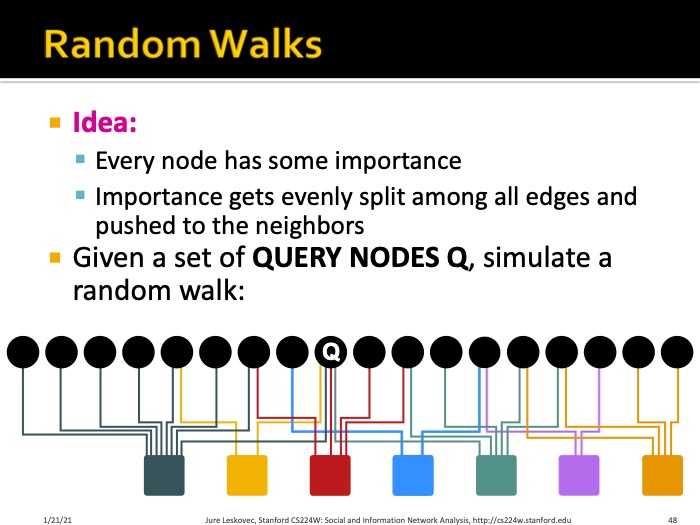 Random Walks
Idea:
Every node has some importance
Importance gets evenly split among all edges and
pushed to the neighbors
Given a set of QUERY NODES Q, simulate a
random walk:
Q
1/21/21
Jure Leskovec, Stanford CS224W: Social and Information Network Analysis, http://cs224w.stanford.edu
48